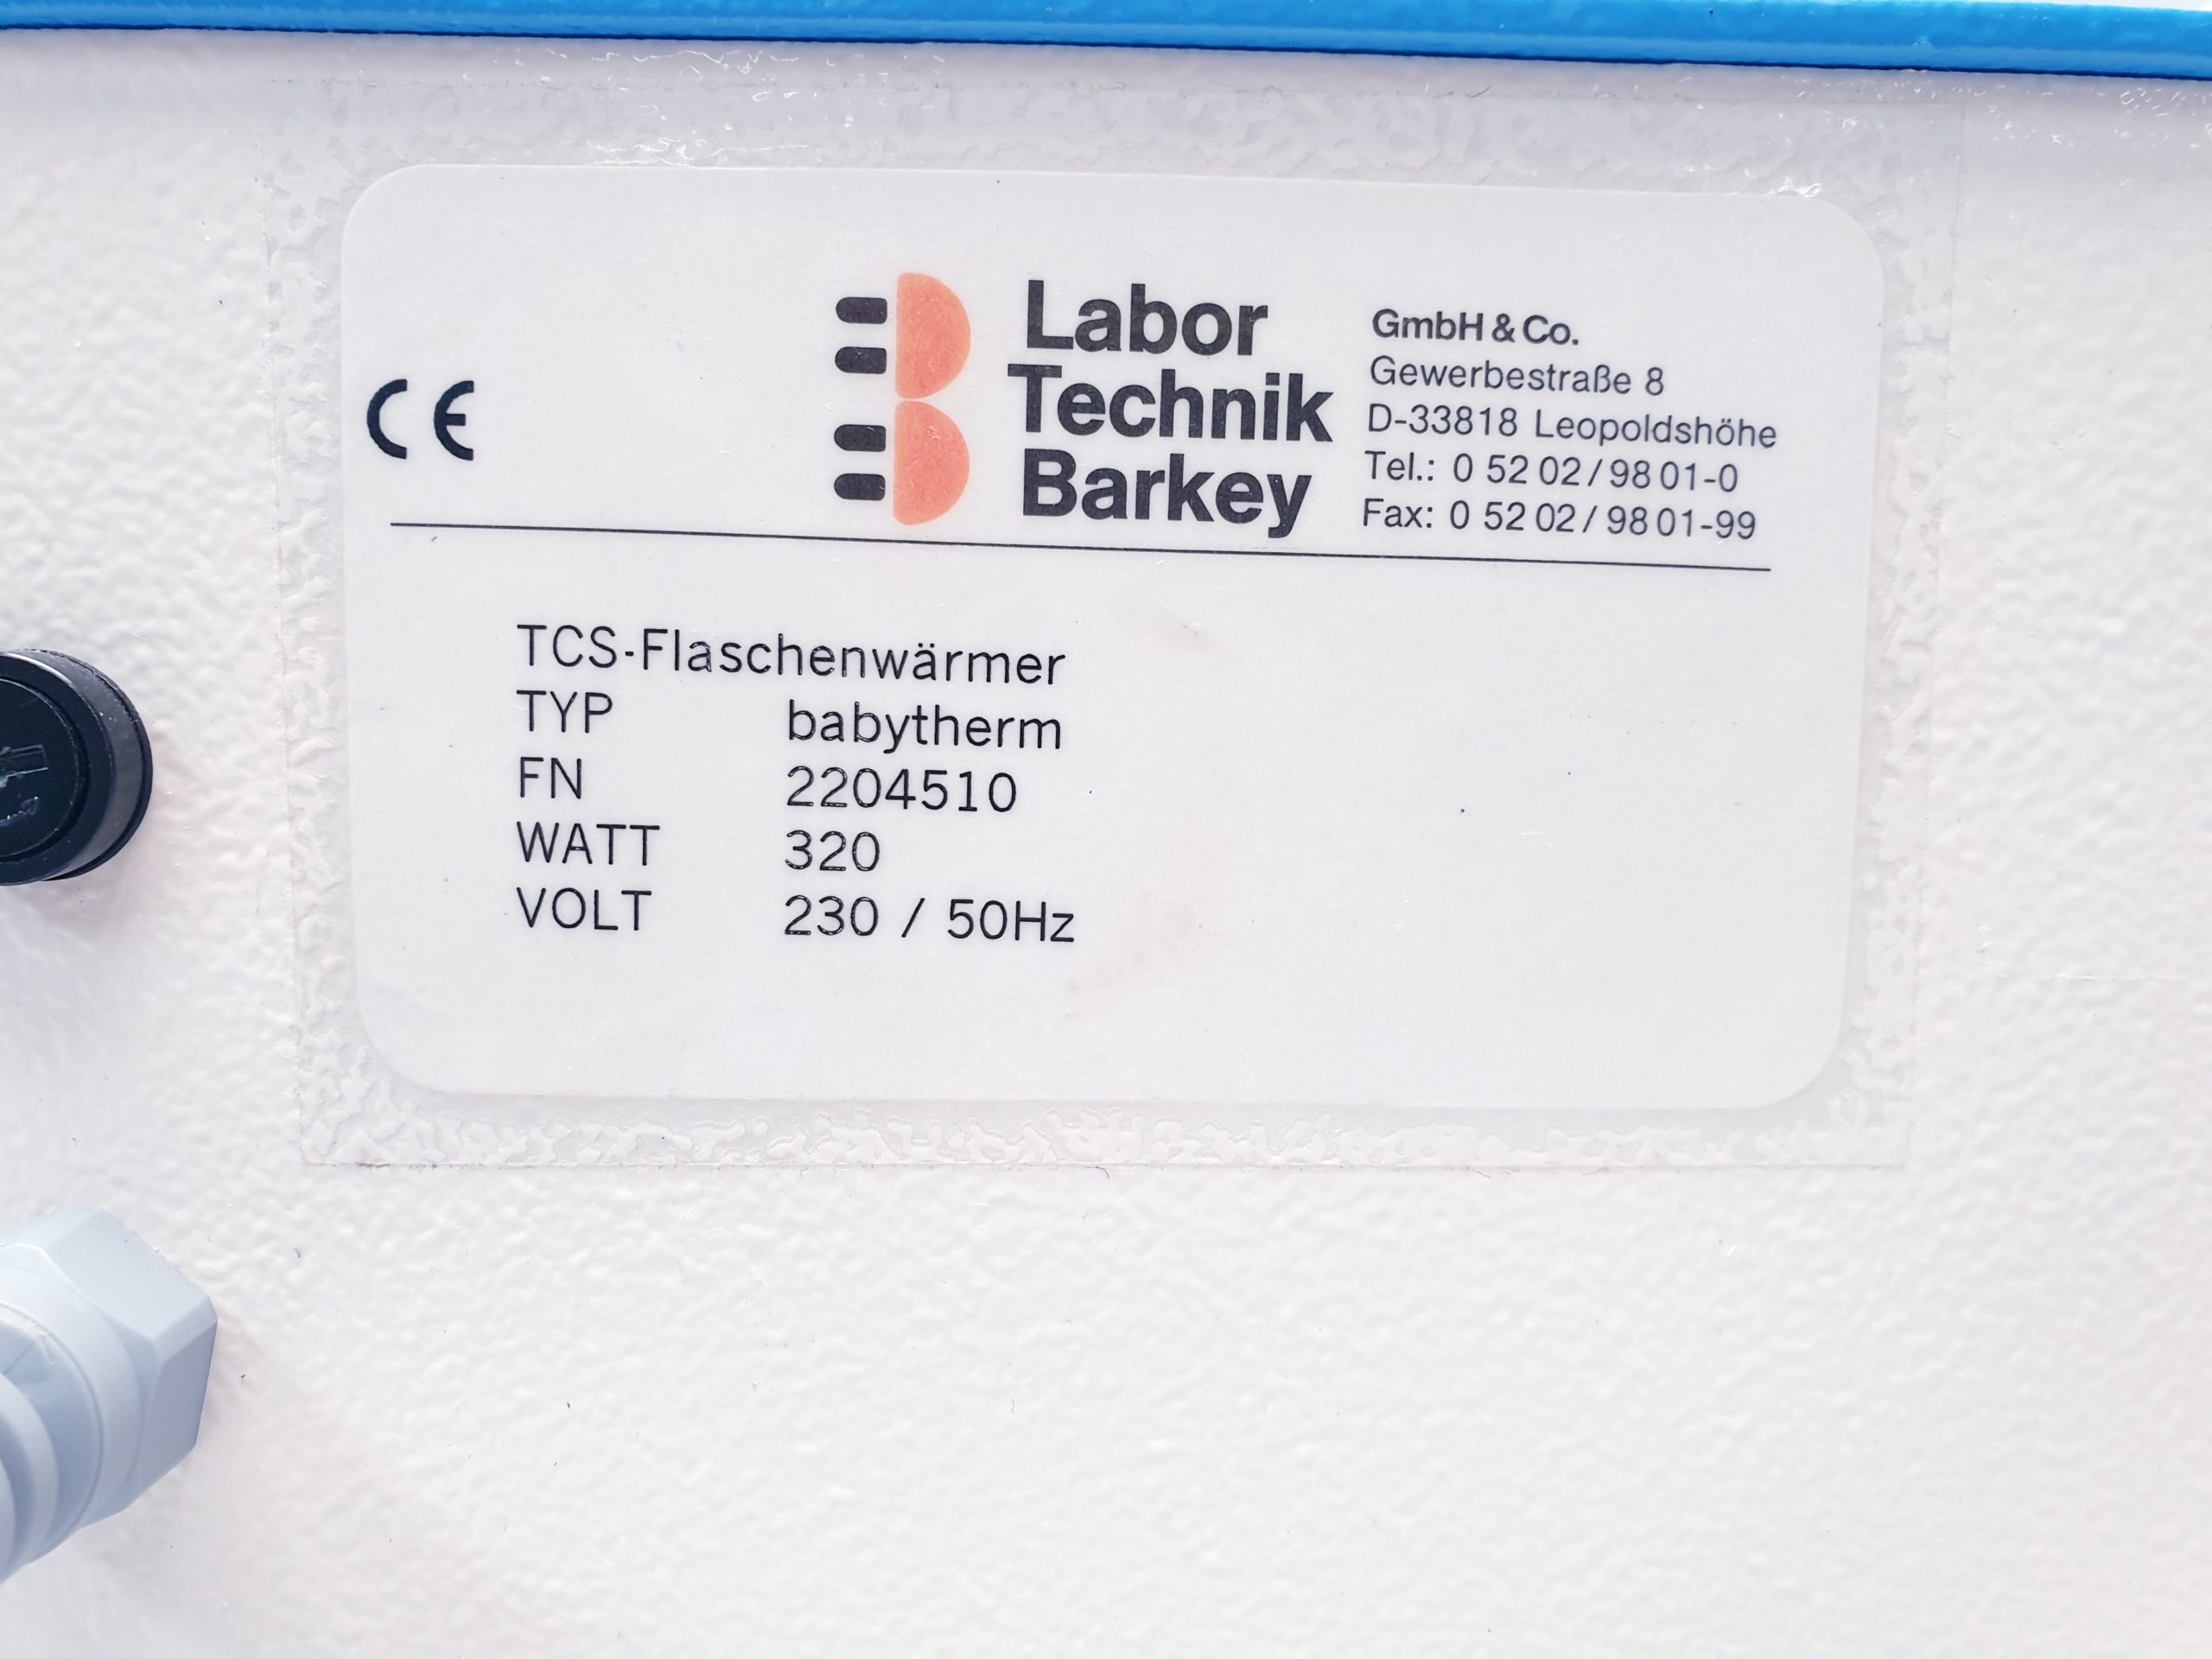 CE
Labor
Technik
Barkey
GmbH & Co.
Gewerbestraße 8
D-33818 Leopoldshöhe
Tel.: 0 52 02 / 98 01-0
Fax: 0 52 02 / 98 01-99
TCS-Flaschenwärmer
TYP babytherm
FN 2204510
WATT 320
VOLT 230 / 50Hz